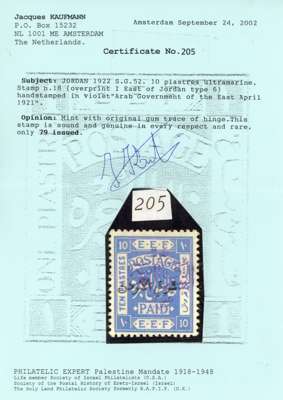 Jacques KAUFMANN
P.O. Box 15232
NL 1001 ME AMSTERDAM
The Netherlands.
Amsterdam September 24, 2002
Certificate No.205
Subject: JORDAN 1922 S.G.52. 10 piastres ultramarine.
Stamp n.18 (overprint I East of Jordan type 6)
handstamped in violet"Arab Government of the East April
1921".
Opinion: Mint with original gum trace of hinge.This
stamp is sound and genuine in every respect and rare,
only 79 issued.
205
10 E.E.F. ١٠
POSTAGE
TEN PIASTRES
PAID
10 E.E.F ١٠
PHILATELIC EXPERT Palestine Mandate 1918-1948
Life member Society of Israel Philatelists (U.S.A.)
Society of the Postal History of Eretz-Israel (Israel)
The Holy Land Philatelic Society formerly B.A.P.I.P. (U.K.)